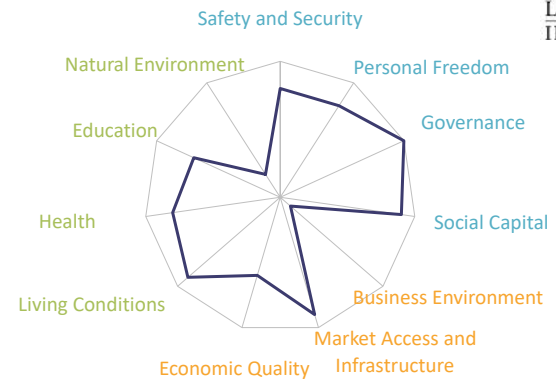 Safety and Security
Natural Environment
Personal Freedom
Education
Governance
Health
Social Capital
Living Conditions
Business Environment
Market Access and
Infrastructure
Economic Quality